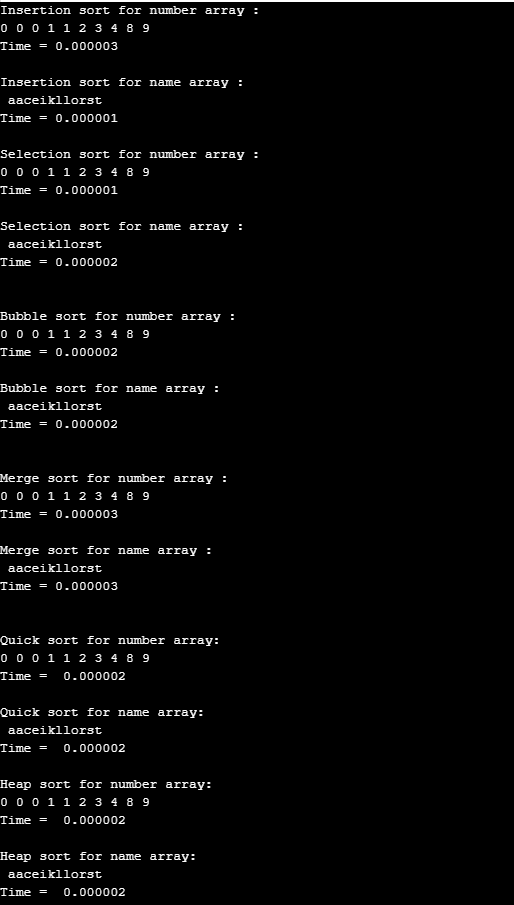 Insertion sort for number array :
0 0 0 1 1 2 3 4 8 9
Time = 0.000003
Insertion sort for name array :
 aaceikllorst
Time = 0.000001
Selection sort for number array :
0 0 0 1 1 2 3 4 8 9
Time = 0.000001
Selection sort for name array :
 aaceikllorst
Time = 0.000002
Bubble sort for number array :
0 0 0 1 1 2 3 4 8 9
Time = 0.000002
Bubble sort for name array :
 aaceikllorst
Time = 0.000002
Merge sort for number array :
0 0 0 1 1 2 3 4 8 9
Time = 0.000003
Merge sort for name array :
 aaceikllorst
Time = 0.000003
Quick sort for number array:
0 0 0 1 1 2 3 4 8 9
Time =  0.000002
Quick sort for name array:
 aaceikllorst
Time =  0.000002
Heap sort for number array:
0 0 0 1 1 2 3 4 8 9
Time =  0.000002
Heap sort for name array:
 aaceikllorst
Time =  0.000002